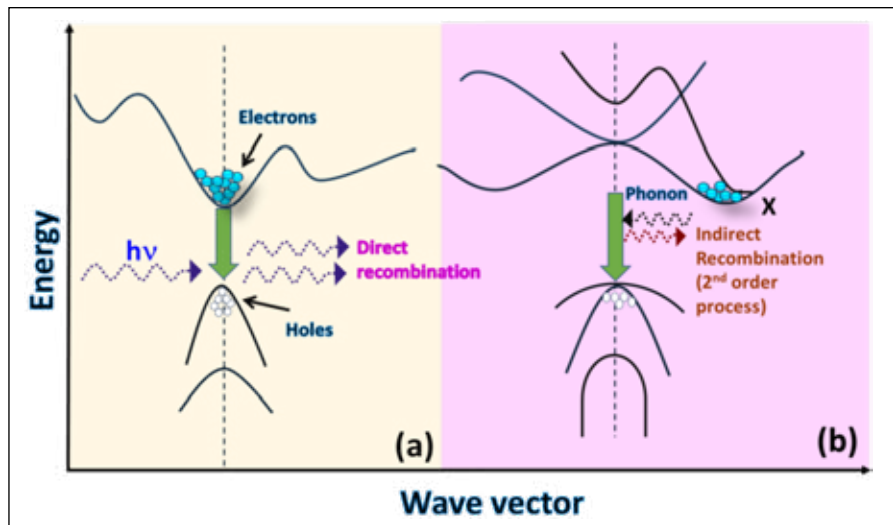 Energy
Electrons
hν
Direct
recombination
Holes
(a)
Phonon
X
Indirect
Recombination
(2nd order
process)
(b)
Wave vector